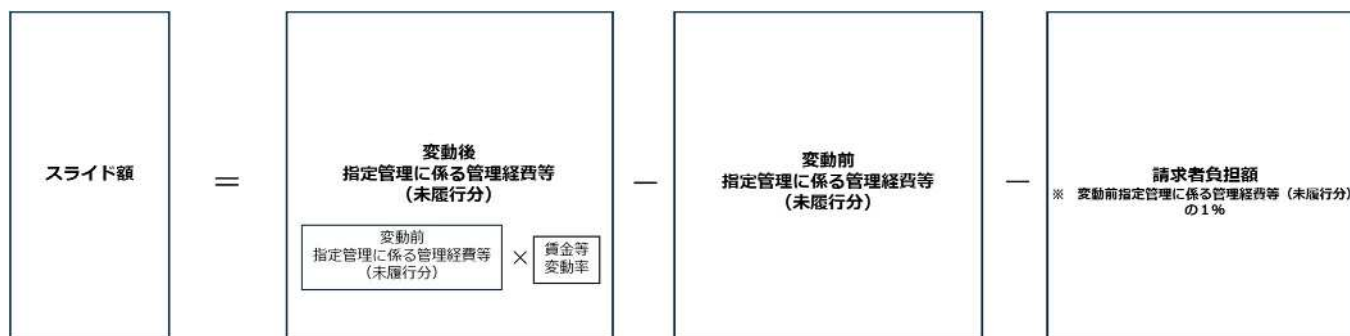 スライド額
＝
変動後
指定管理に係る管理経費等
（未履行分）
変動前
指定管理に係る管理経費等
（未履行分）
×
賃金等
変動率
－
変動前
指定管理に係る管理経費等
（未履行分）
－
請求者負担額
※　変動前指定管理に係る管理経費等（未履行分）
の１％